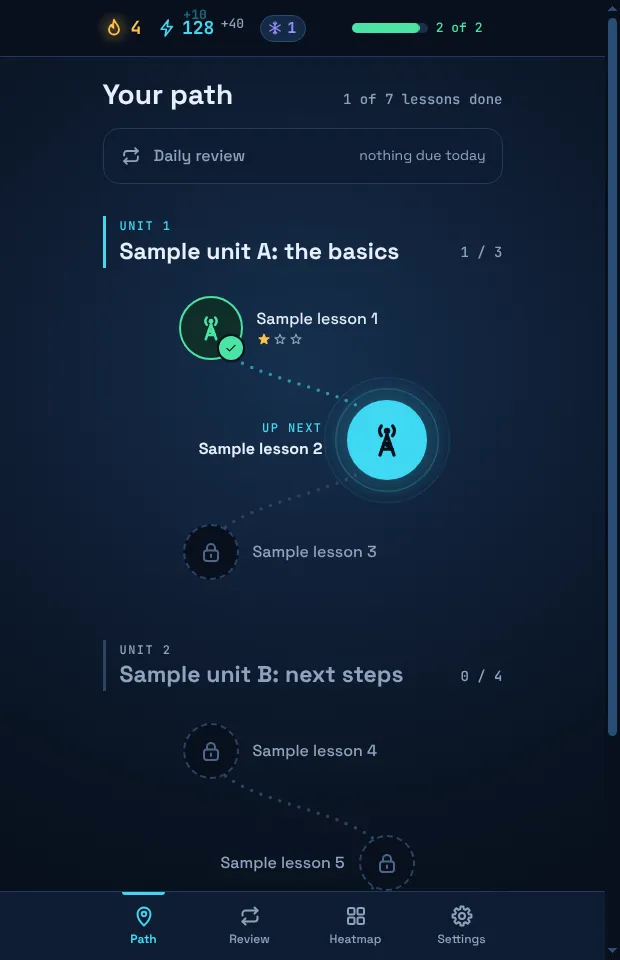 4
+10
128 +40
1
2 of 2
Your path
1 of 7 lessons done
Daily review
nothing due today
UNIT 1
Sample unit A: the basics
1 / 3
Sample lesson 1
UP NEXT
Sample lesson 2
Sample lesson 3
UNIT 2
Sample unit B: next steps
0 / 4
Sample lesson 4
Sample lesson 5
Path
Review
Heatmap
Settings